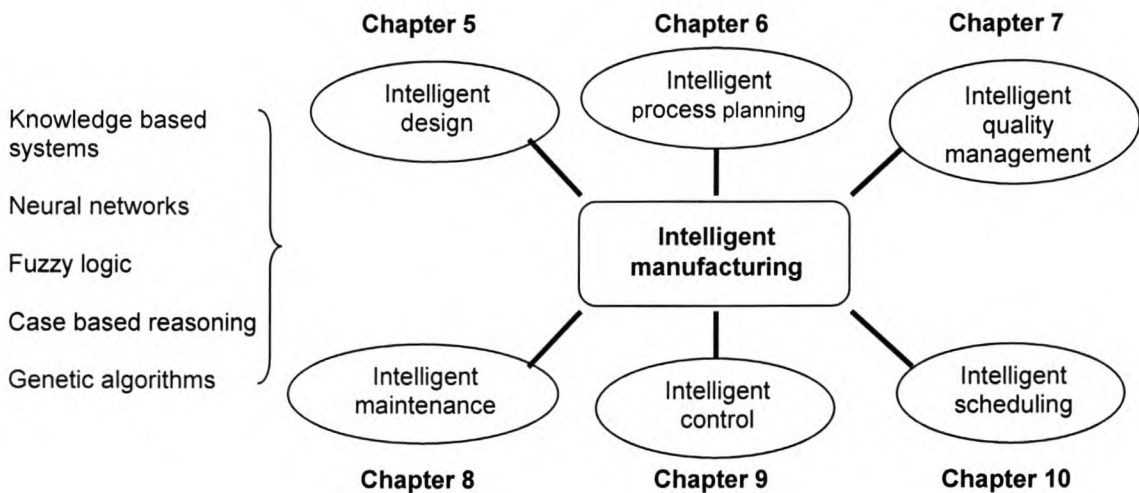 Chapter 5
Chapter 6
Chapter 7
Intelligent
design
Intelligent
process planning
Intelligent
quality
management
Knowledge based
systems
Neural networks
Fuzzy logic
Case based reasoning
Genetic algorithms
Intelligent
manufacturing
Intelligent
maintenance
Intelligent
control
Intelligent
scheduling
Chapter 8
Chapter 9
Chapter 10